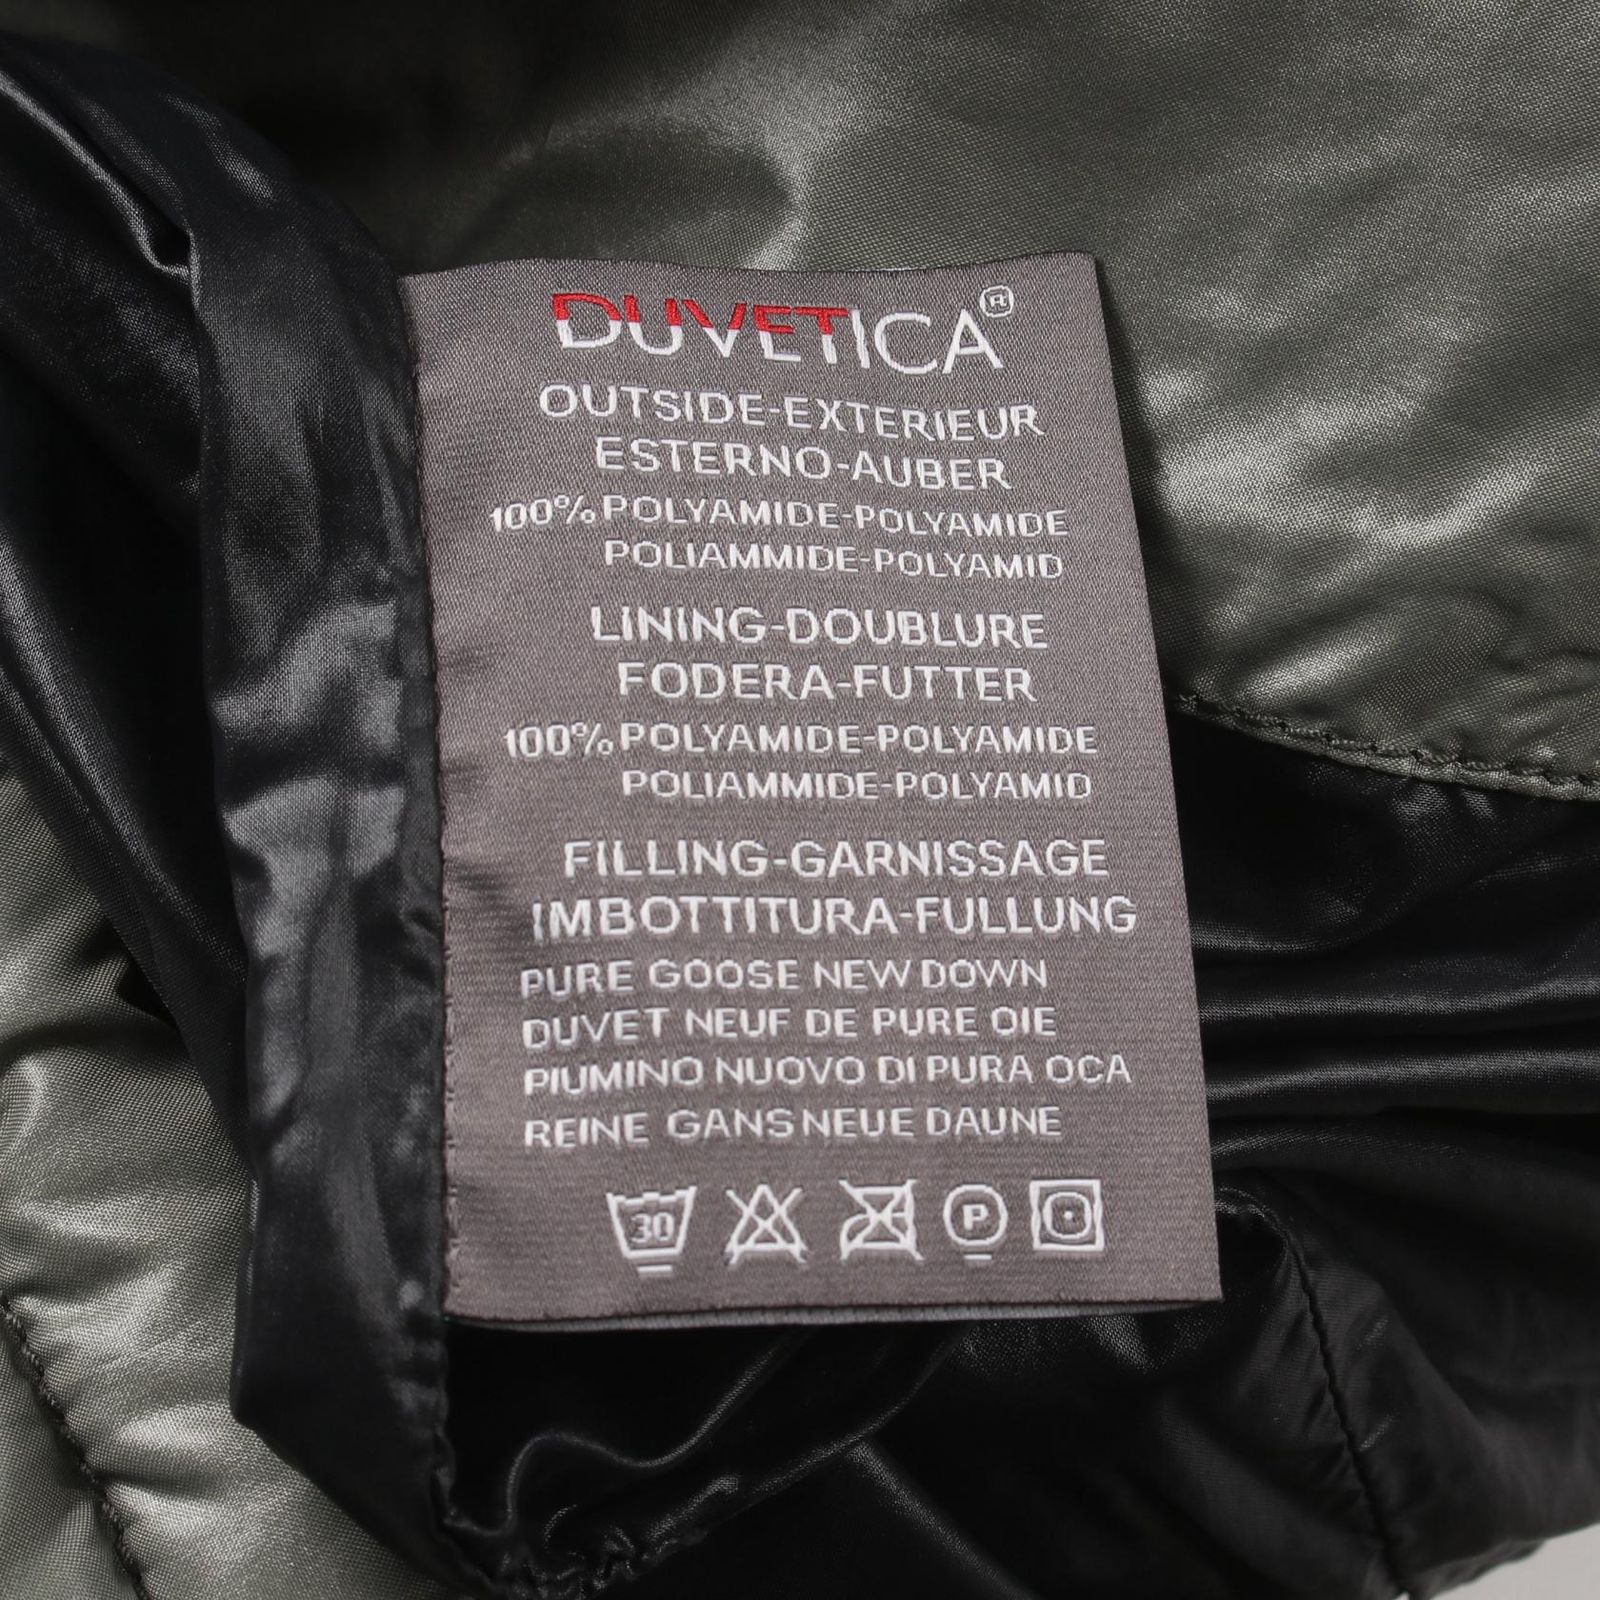 DUVETICA®
OUTSIDE-EXTERIEUR
ESTERNO-AUBER
100% POLYAMIDE-POLYAMIDE
POLIAMMIDE-POLYAMID
LINING-DOUBLURE
FODERA-FUTTER
100% POLYAMIDE-POLYAMIDE
POLIAMMIDE-POLYAMID
FILLING-GARNISSAGE
IMBOTTITURA-FULLUNG
PURE GOOSE NEW DOWN
DUVET NEUF DE PURE OIE
PIUMINO NUOVO DI PURA OCA
REINE GANS NEUE DAUNE
30 P